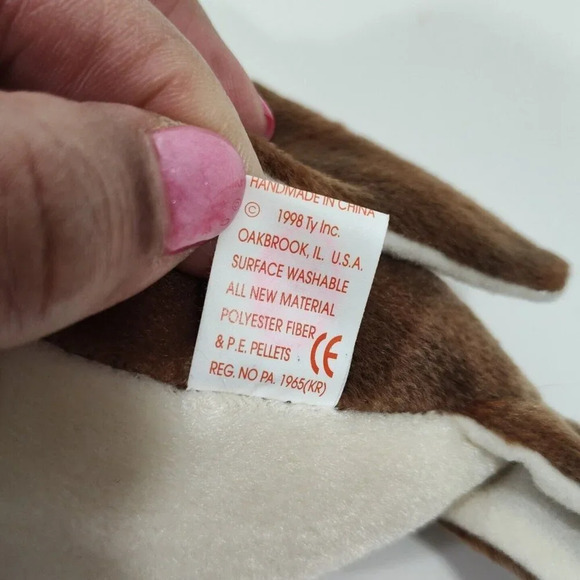 HANDMADE IN CHINA
© 1998 Ty Inc.
OAKBROOK, IL. U.S.A.
SURFACE WASHABLE
ALL NEW MATERIAL
POLYESTER FIBER
& P.E. PELLETS CE
REG. NO PA. 1965(KR)